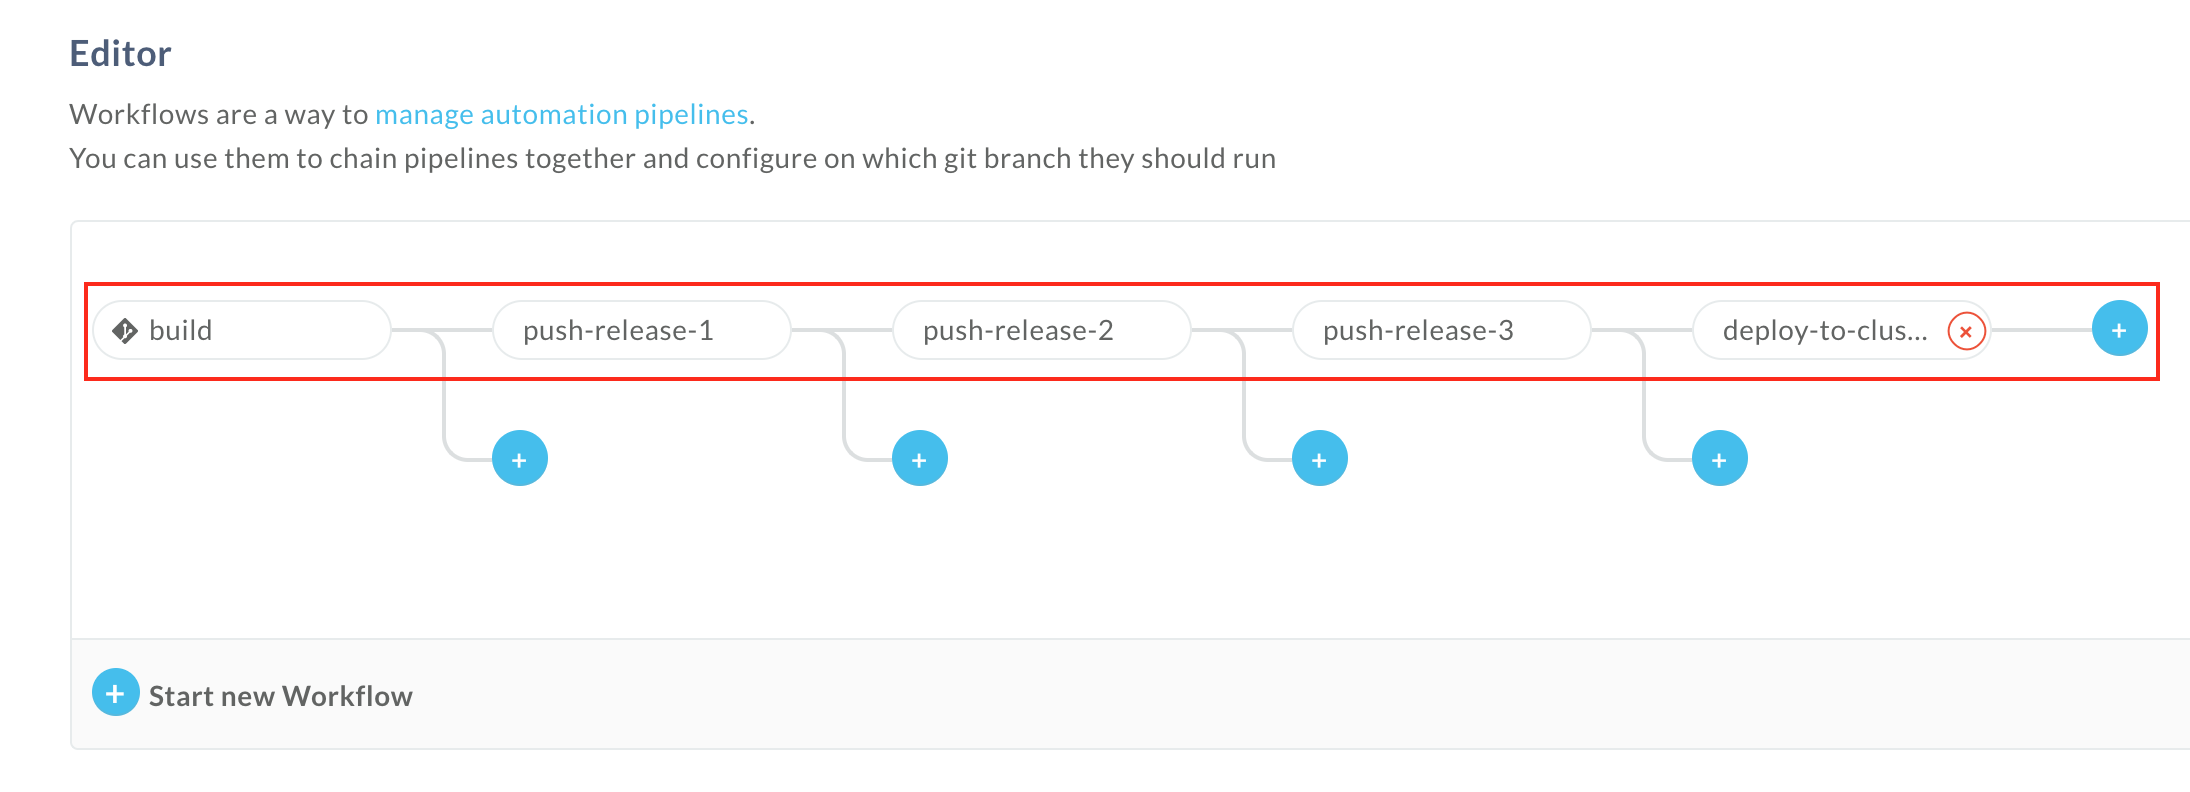 Editor
Workflows are a way to manage automation pipelines.
You can use them to chain pipelines together and configure on which git branch they should run
build push-release-1 push-release-2 push-release-3 deploy-to-clus... × +
+ + + +
+ Start new Workflow